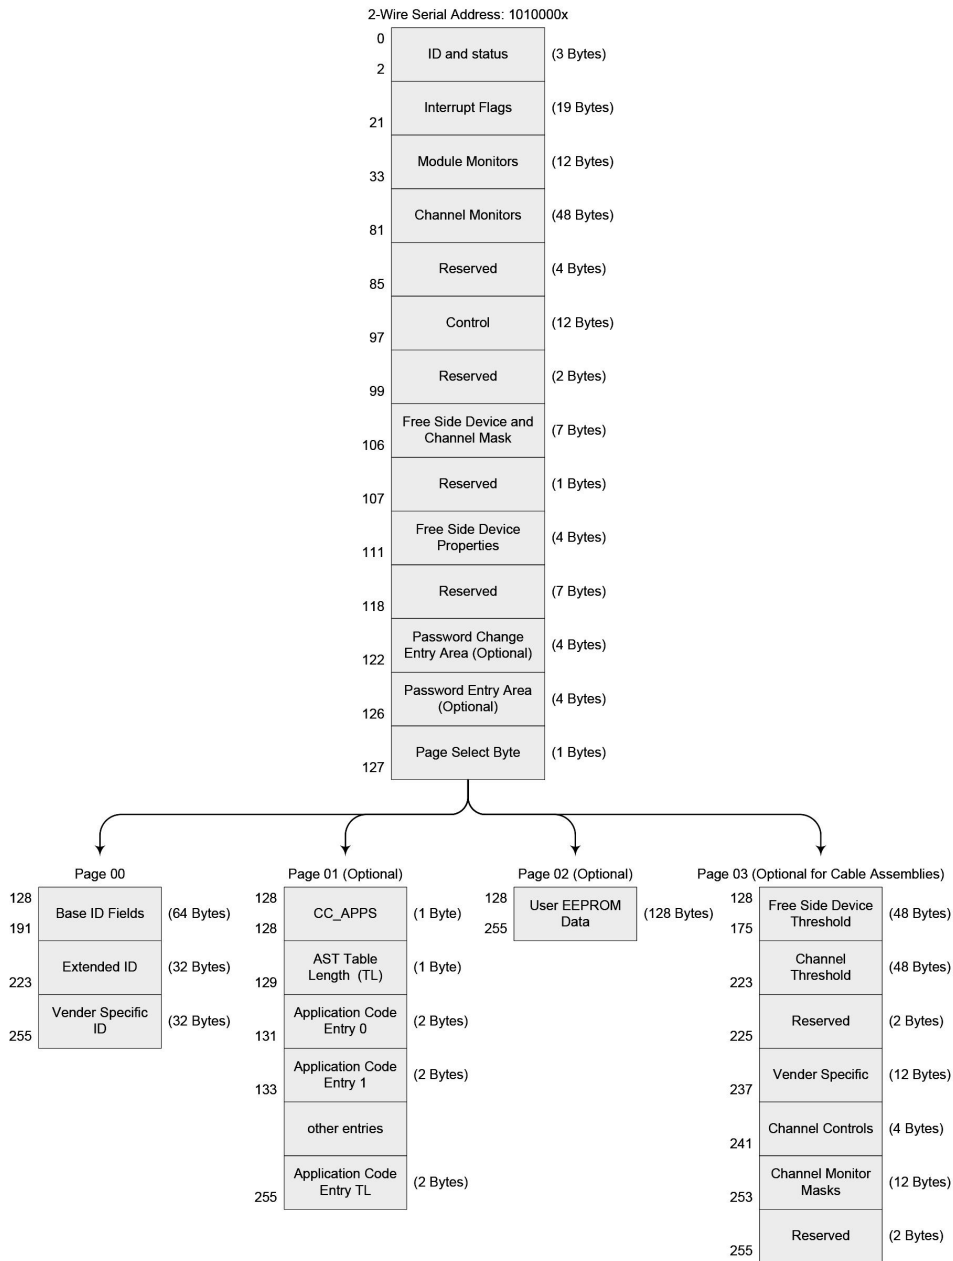 2-Wire Serial Address: 1010000x
0
ID and status
(3 Bytes)
2
Interrupt Flags
(19 Bytes)
21
Module Monitors
(12 Bytes)
33
Channel Monitors
(48 Bytes)
81
Reserved
(4 Bytes)
85
Control
(12 Bytes)
97
Reserved
(2 Bytes)
99
Free Side Device and
Channel Mask
(7 Bytes)
106
Reserved
(1 Bytes)
107
Free Side Device
Properties
(4 Bytes)
111
Reserved
(7 Bytes)
118
Password Change
Entry Area (Optional)
(4 Bytes)
122
Password Entry Area
(Optional)
(4 Bytes)
126
Page Select Byte
(1 Bytes)
127
Page 00
128
Base ID Fields
(64 Bytes)
191
Extended ID
(32 Bytes)
223
Vender Specific
ID
(32 Bytes)
255
Page 01 (Optional)
128
CC_APPS
(1 Byte)
128
AST Table
Length (TL)
(1 Byte)
129
Application Code
Entry 0
(2 Bytes)
131
Application Code
Entry 1
(2 Bytes)
133
other entries
Application Code
Entry TL
(2 Bytes)
255
Page 02 (Optional)
128
User EEPROM
Data
(128 Bytes)
255
Page 03 (Optional for Cable Assemblies)
128
Free Side Device
Threshold
(48 Bytes)
175
Channel
Threshold
(48 Bytes)
223
Reserved
(2 Bytes)
225
Vender Specific
(12 Bytes)
237
Channel Controls
(4 Bytes)
241
Channel Monitor
Masks
(12 Bytes)
253
Reserved
(2 Bytes)
255